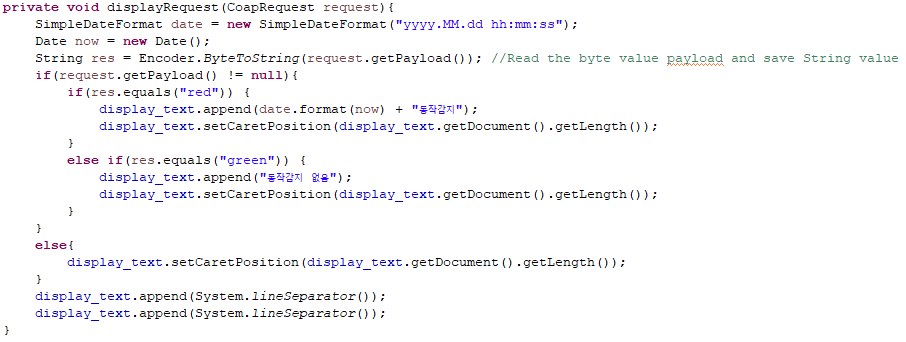 private void displayRequest(CoapRequest request){
    SimpleDateFormat date = new SimpleDateFormat("yyyy.MM.dd hh:mm:ss");
    Date now = new Date();
    String res = Encoder.ByteToString(request.getPayload()); //Read the byte value payload and save String value
    if(request.getPayload() != null){
        if(res.equals("red")) {
            display_text.append(date.format(now) + "동작감지");
            display_text.setCaretPosition(display_text.getDocument().getLength());
        }
        else if(res.equals("green")) {
            display_text.append("동작감지 없음");
            display_text.setCaretPosition(display_text.getDocument().getLength());
        }
    }
    else{
        display_text.setCaretPosition(display_text.getDocument().getLength());
    }
    display_text.append(System.lineSeparator());
    display_text.append(System.lineSeparator());
}